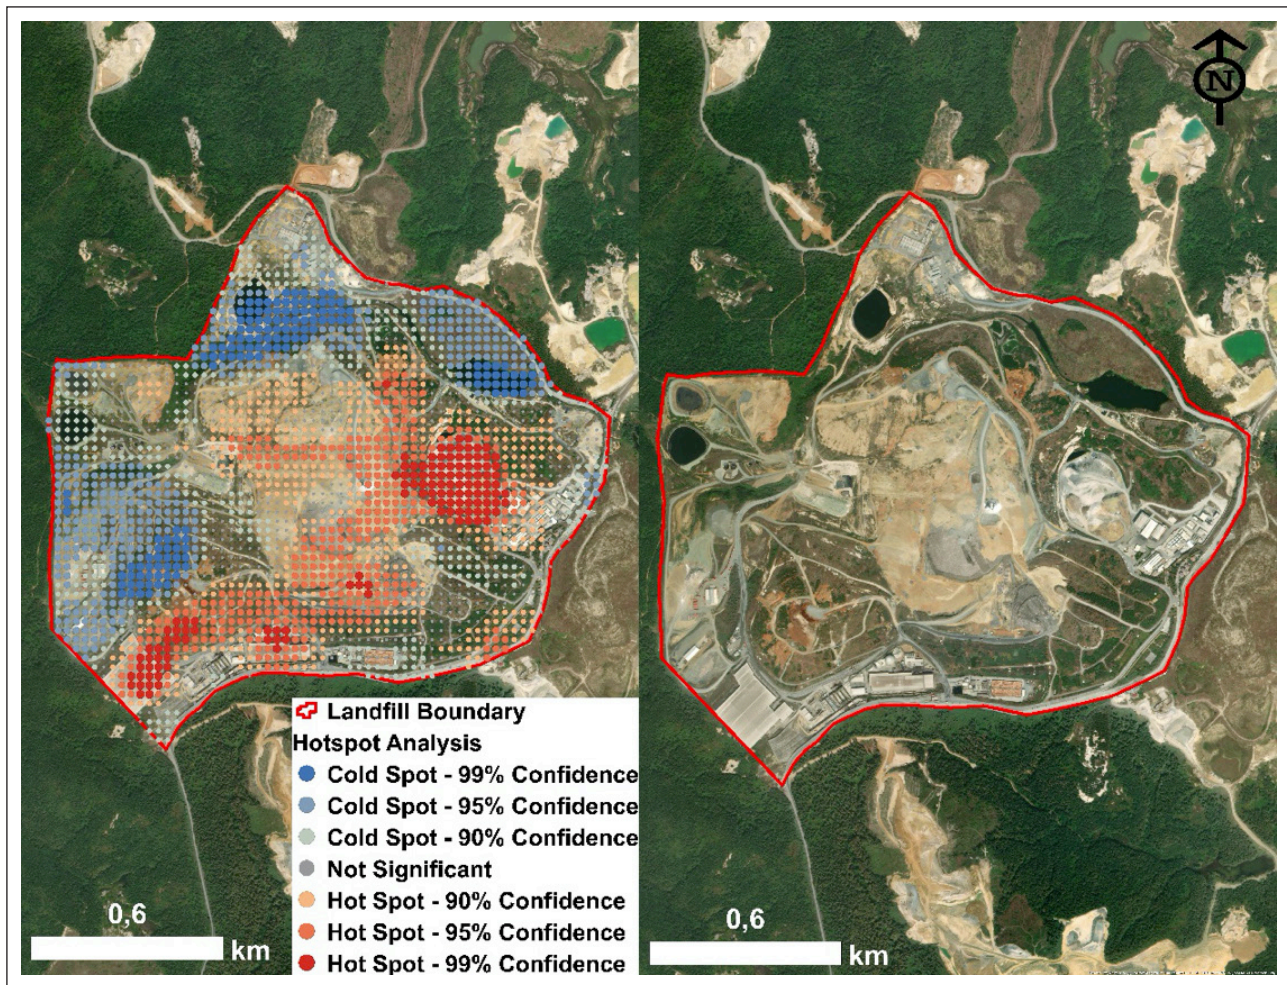 N
Landfill Boundary
Hotspot Analysis
Cold Spot - 99% Confidence
Cold Spot - 95% Confidence
Cold Spot - 90% Confidence
Not Significant
Hot Spot - 90% Confidence
Hot Spot - 95% Confidence
Hot Spot - 99% Confidence
0,6
km
0,6
km